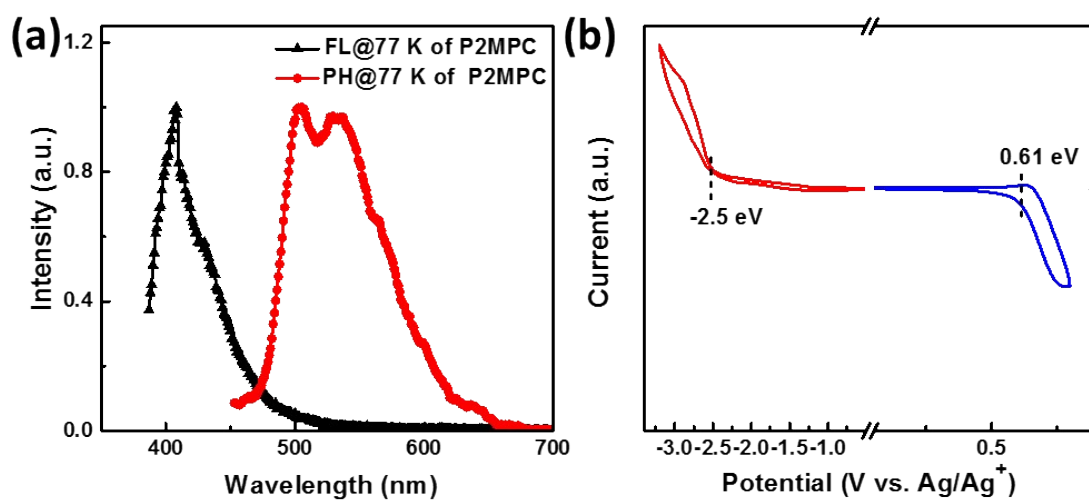 (a)
1.2
0.8
0.4
0.0
Intensity (a.u.)
FL@77 K of P2MPC
PH@77 K of P2MPC
400 500 600 700
Wavelength (nm)
(b)
Current (a.u.)
-2.5 eV
0.61 eV
-3.0 -2.5 -2.0 -1.5 -1.0 0.5
Potential (V vs. Ag/Ag⁺)